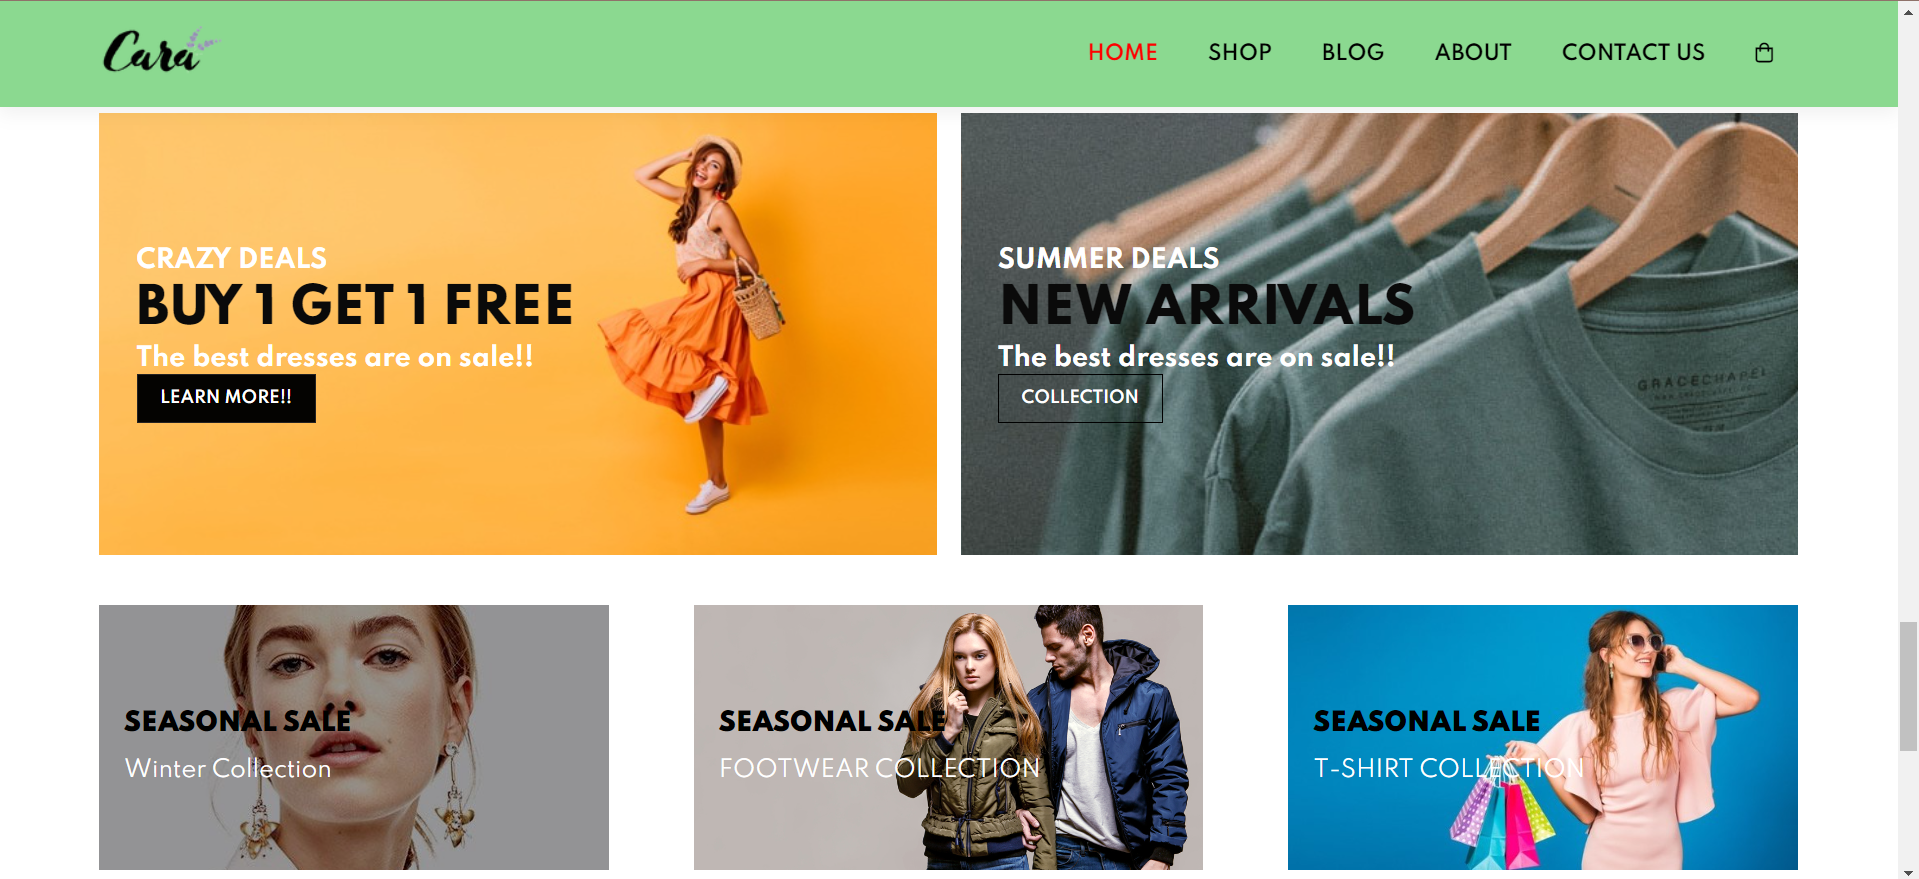 Cara
HOME SHOP BLOG ABOUT CONTACT US
CRAZY DEALS
BUY 1 GET 1 FREE
The best dresses are on sale!!
LEARN MORE!!
SUMMER DEALS
NEW ARRIVALS
The best dresses are on sale!!
COLLECTION
GRACECHAPEL
SEASONAL SALE
Winter Collection
SEASONAL SALE
FOOTWEAR COLLECTION
SEASONAL SALE
T-SHIRT COLLECTION